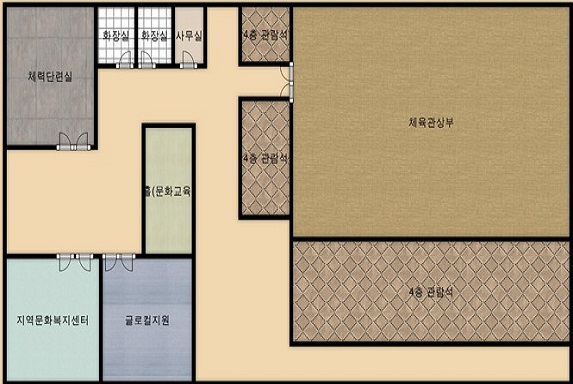 화장실
화장실
사무실
4층 관람석
체력단련실
체육관상부
4층 관람석
홀(문화교육
지역문화복지센터
글로컬지원
4층 관람석